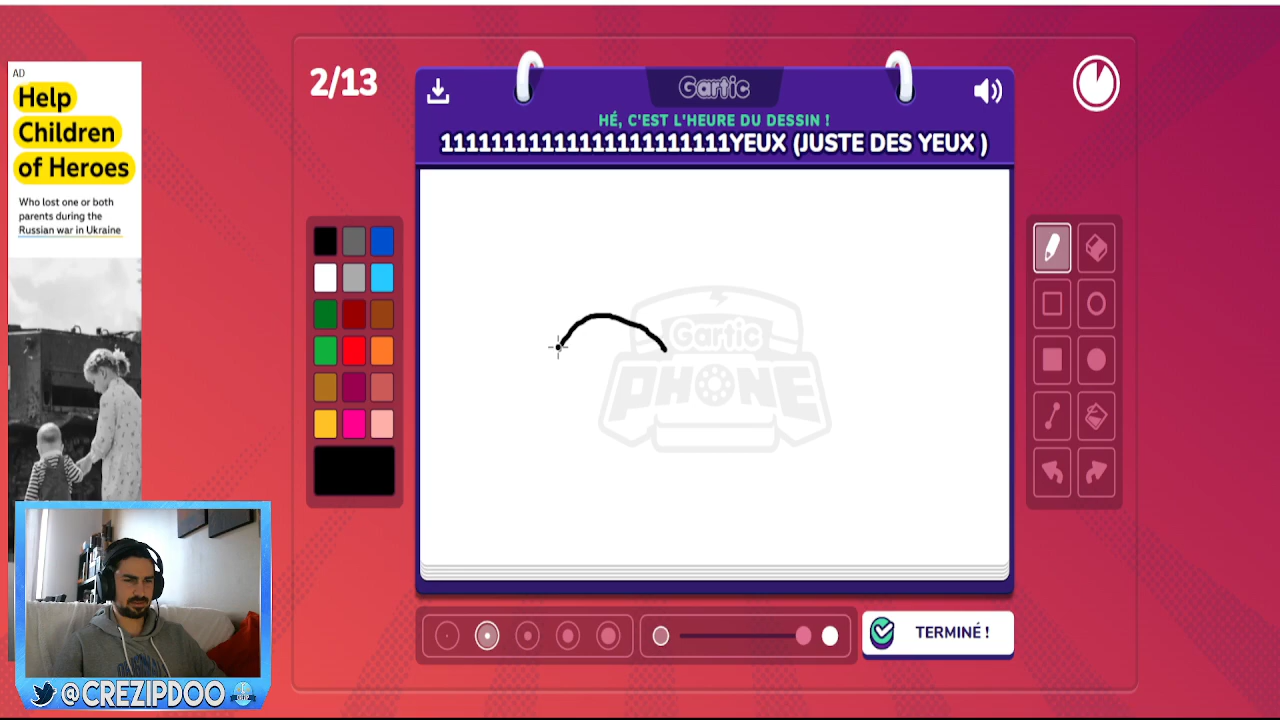 AD
Help
Children
of Heroes
Who lost one or both
parents during the
Russian war in Ukraine
2/13
Gartic
HÉ, C'EST L'HEURE DU DESSIN !
11111111111111111111111YEUX (JUSTE DES YEUX )
Gartic
PHONE
TERMINÉ !
@CREZIPDOO